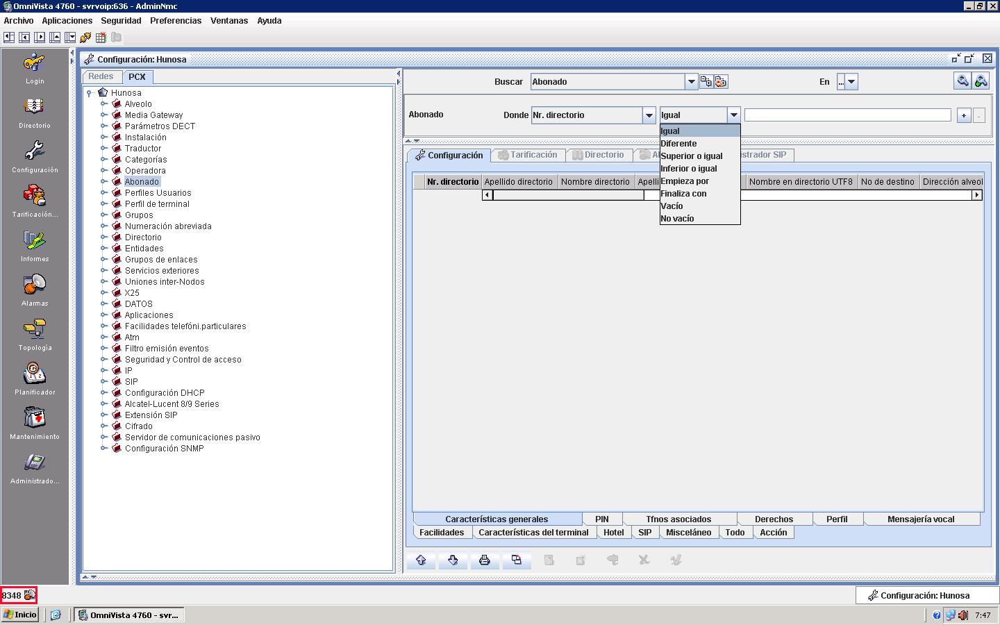 OmniVista 4760 - svrvoip:636 - AdminNmc
Archivo Aplicaciones Seguridad Preferencias Ventanas Ayuda
Login
Directorio
Configuración
Tarificación...
Informes
Alarmas
Topología
Planificador
Mantenimiento
Administrado...
Configuración: Hunosa
Redes PCX
Hunosa
Alveolo
Media Gateway
Parámetros DECT
Instalación
Traductor
Categorías
Operadora
Abonado
Perfiles Usuarios
Perfil de terminal
Grupos
Numeración abreviada
Directorio
Entidades
Grupos de enlaces
Servicios exteriores
Uniones inter-Nodos
X25
DATOS
Aplicaciones
Facilidades telefóni.particulares
Atm
Filtro emisión eventos
Seguridad y Control de acceso
IP
SIP
Configuración DHCP
Alcatel-Lucent 8/9 Series
Extensión SIP
Cifrado
Servidor de comunicaciones pasivo
Configuración SNMP
Buscar Abonado En ...
Abonado Donde Nr. directorio Igual + -
Igual
Diferente
Superior o igual
Inferior o igual
Empieza por
Finaliza con
Vacío
No vacío
Configuración Tarificación Directorio Al strador SIP
Nr. directorio Apellido directorio Nombre directorio Apelli Nombre en directorio UTF8 No de destino Dirección alveol
Características generales PIN Tfnos asociados Derechos Perfil Mensajería vocal
Facilidades Características del terminal Hotel SIP Misceláneo Todo Acción
8348
Configuración: Hunosa
Inicio OmniVista 4760 - svr... 7:47